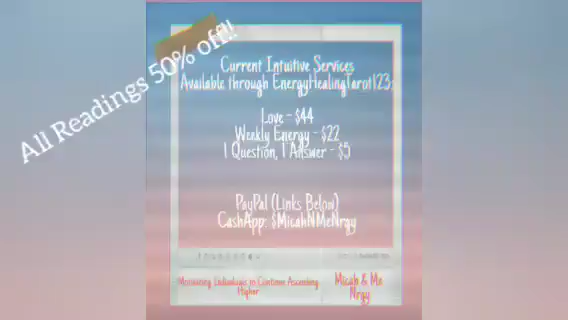 All Readings 50% off!!
Current Intuitive Services
Available through EnergyHealingTarot123:
Love - $44
Weekly Energy - $22
1 Question, 1 Answer - $5
PayPal (Links Below)
CashApp: $MicahNMeNrgy
Motivating Individuals to Continue Ascending
Higher
Micah & Me
Nrgy